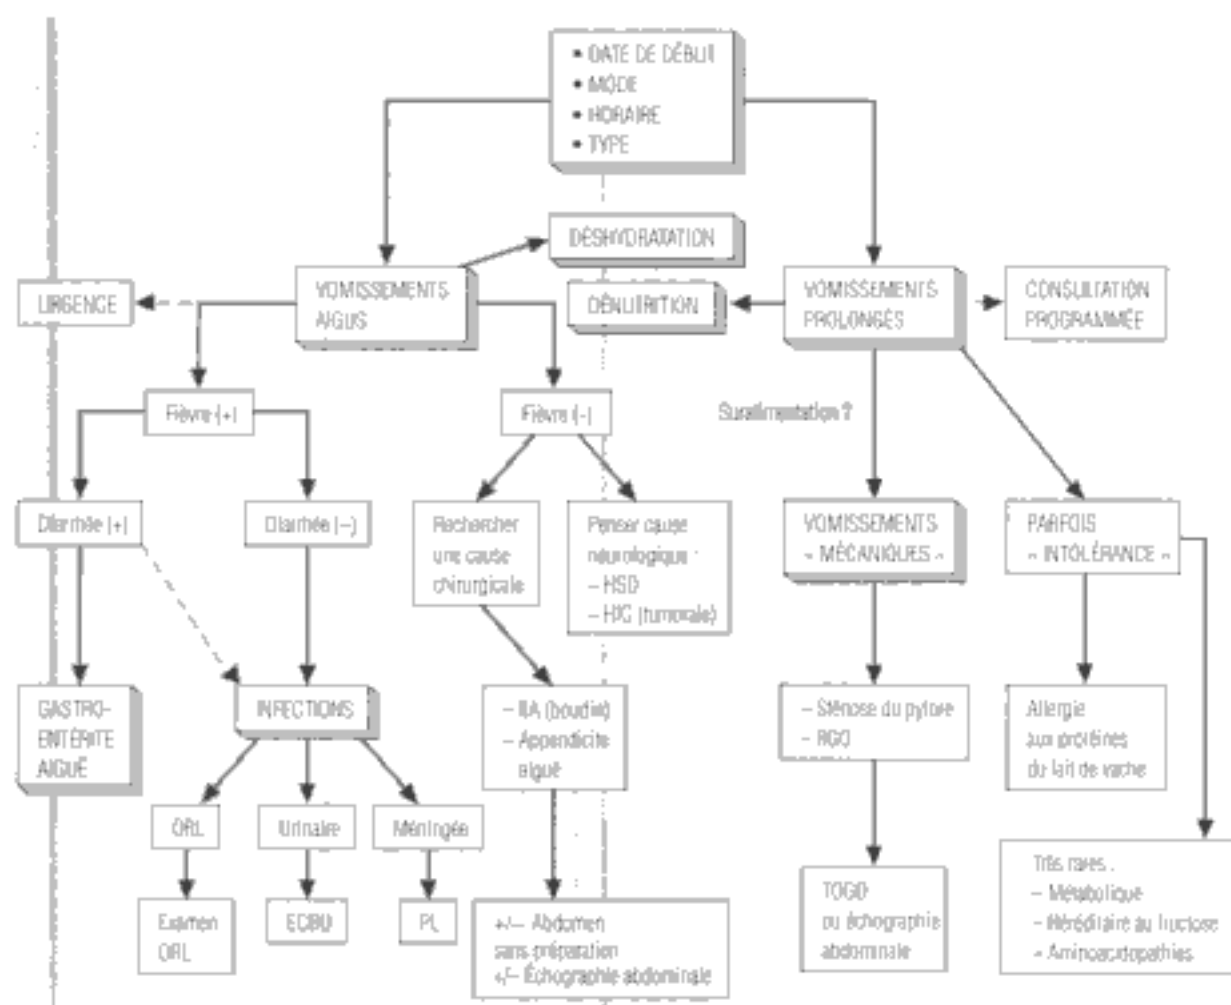 • DATE DE DÉBUT
• MODE
• HORAIRE
• TYPE
DÉSHYDRATATION
URGENCE
VOMISSEMENTS
AIGUS
DÉNUTRITION
VOMISSEMENTS
PROLONGÉS
CONSULTATION
PROGRAMMÉE
Fièvre (+)
Fièvre (-)
Suralimentation ?
Diarrhée (+)
Diarrhée (–)
Rechercher
une cause
chirurgicale
Penser cause
neurologique :
– HSD
– HIC (tumorale)
VOMISSEMENTS
« MÉCANIQUES »
PARFOIS
« INTOLÉRANCE »
GASTRO-
ENTÉRITE
AIGUË
INFECTIONS
– IIA (boudin)
– Appendicite
aiguë
– Sténose du pylore
– RGO
Allergie
aux protéines
du lait de vache
ORL
Urinaire
Méningée
Examen
ORL
ECBU
PL
+/– Abdomen
sans préparation
+/– Échographie abdominale
TOGD
ou échographie
abdominale
Très rares :
– Métabolique
– Héréditaire au fructose
– Aminoacidopathies